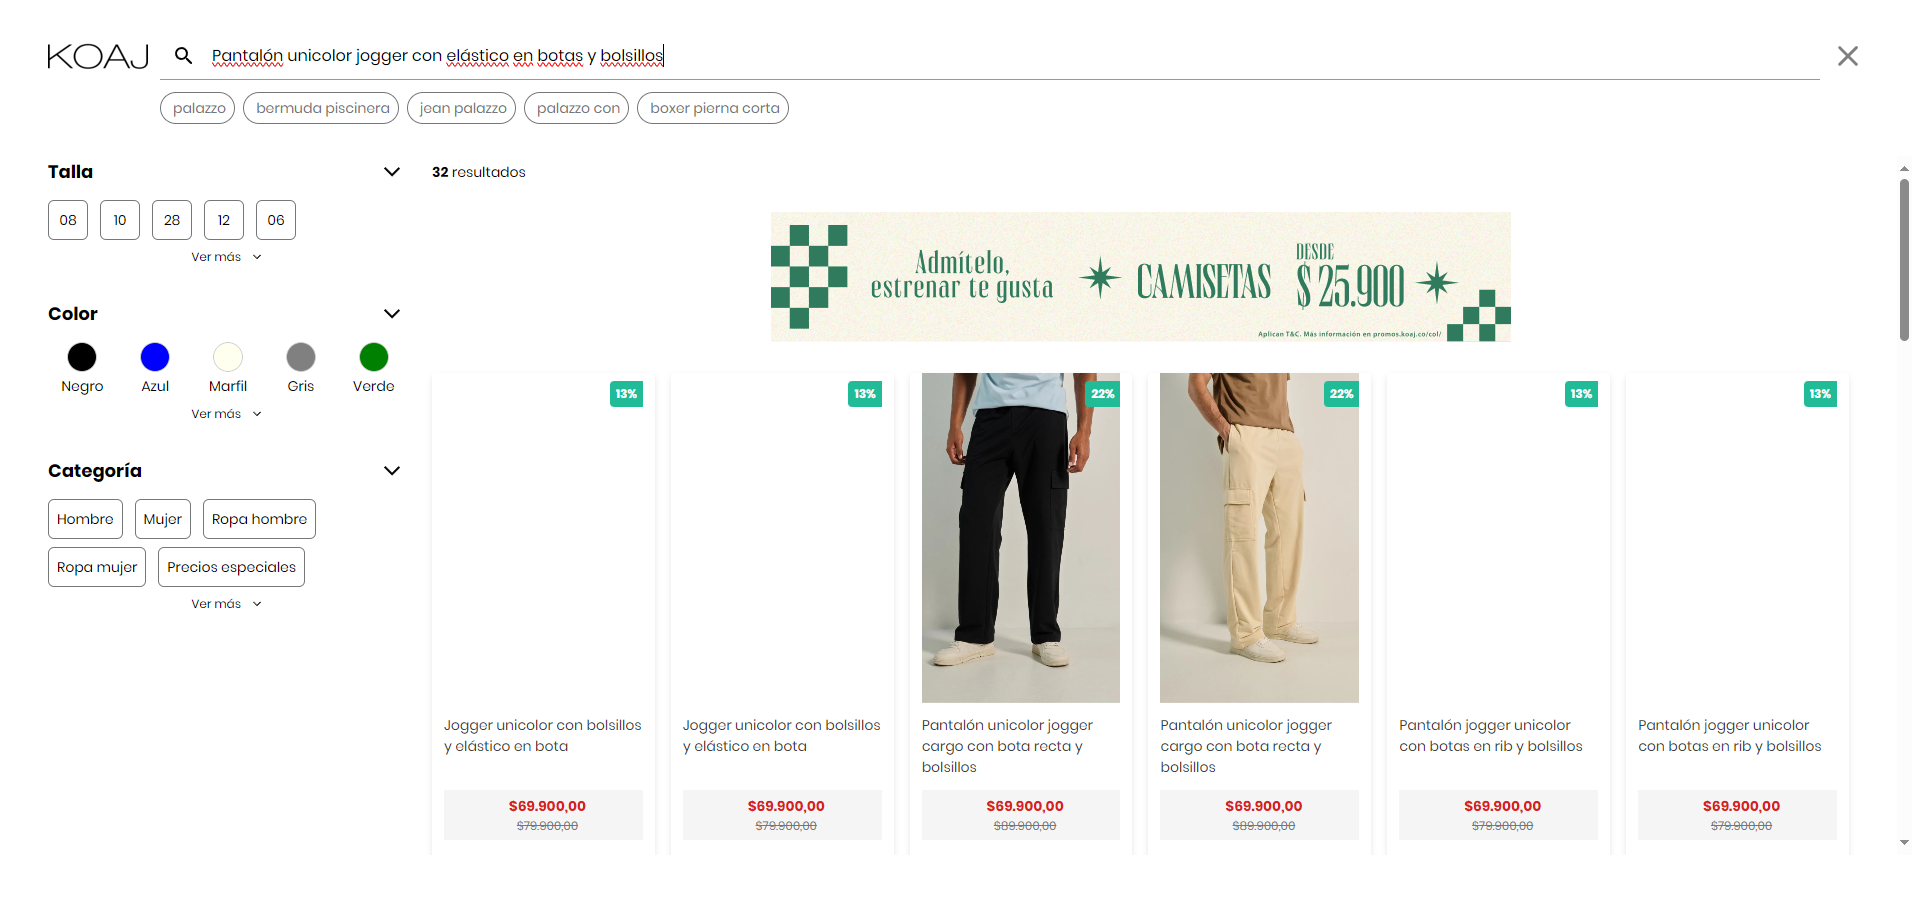 KOAJ
Pantalón unicolor jogger con elástico en botas y bolsillos
palazzo
bermuda piscinera
jean palazzo
palazzo con
boxer pierna corta
Talla
08
10
28
12
06
Ver más
Color
Negro
Azul
Marfil
Gris
Verde
Ver más
Categoría
Hombre
Mujer
Ropa hombre
Ropa mujer
Precios especiales
Ver más
32 resultados
Admítelo,
estrenar te gusta
CAMISETAS
DESDE
$ 25.900
Aplican T&C. Más información en promos.koaj.co/col/
13%
Jogger unicolor con bolsillos
y elástico en bota
$69.900,00
$79.900,00
13%
Jogger unicolor con bolsillos
y elástico en bota
$69.900,00
$79.900,00
22%
Pantalón unicolor jogger
cargo con bota recta y
bolsillos
$69.900,00
$89.900,00
22%
Pantalón unicolor jogger
cargo con bota recta y
bolsillos
$69.900,00
$89.900,00
13%
Pantalón jogger unicolor
con botas en rib y bolsillos
$69.900,00
$79.900,00
13%
Pantalón jogger unicolor
con botas en rib y bolsillos
$69.900,00
$79.900,00